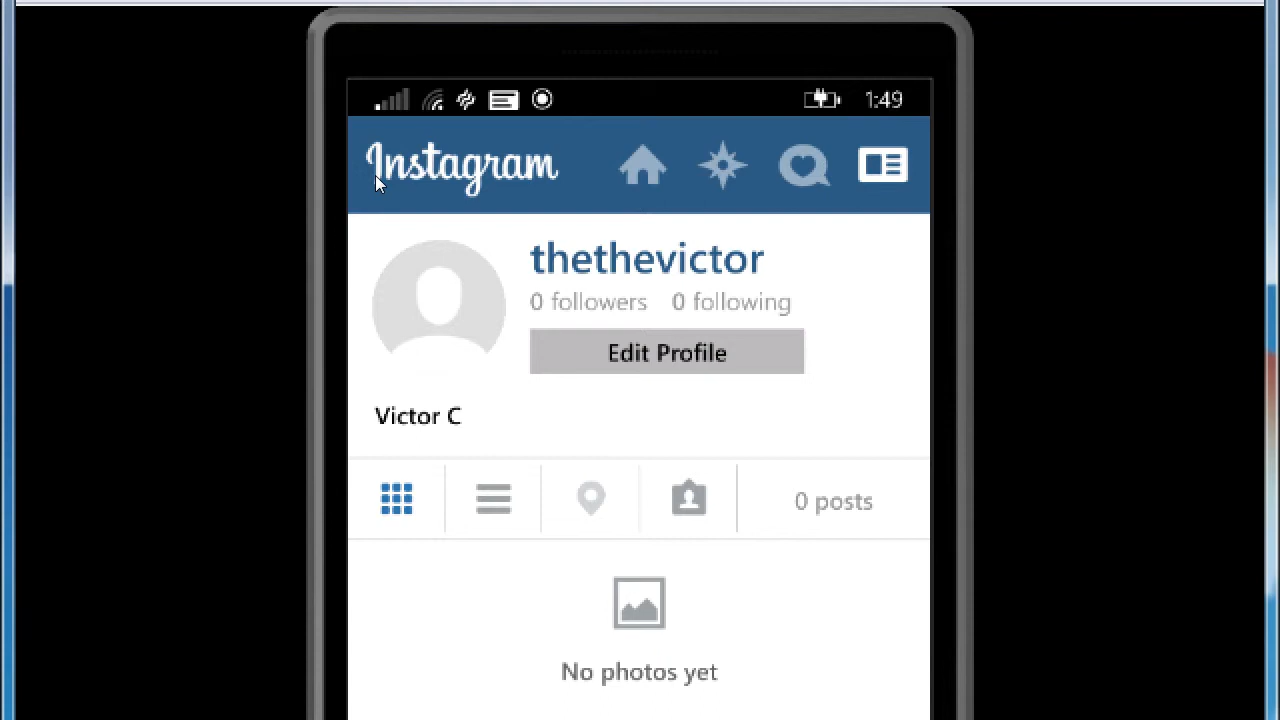 1:49
Instagram
thethevictor
0 followers 0 following
Edit Profile
Victor C
0 posts
No photos yet